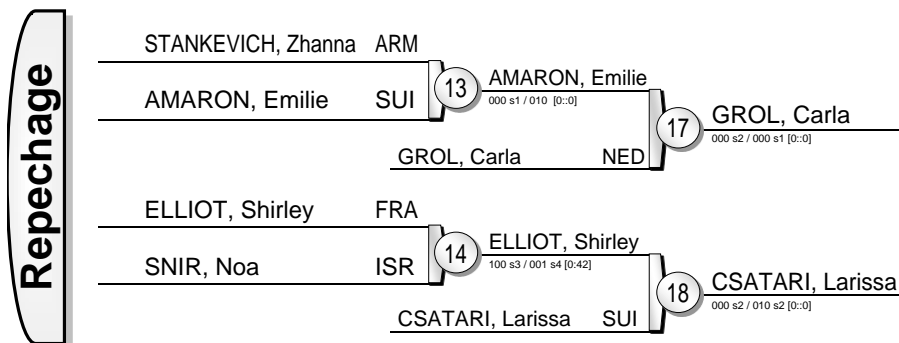 Repechage
STANKEVICH, Zhanna ARM
AMARON, Emilie SUI
13
AMARON, Emilie
000 s1 / 010 [0::0]
GROL, Carla NED
17
GROL, Carla
000 s2 / 000 s1 [0::0]
ELLIOT, Shirley FRA
SNIR, Noa ISR
14
ELLIOT, Shirley
100 s3 / 001 s4 [0:42]
CSATARI, Larissa SUI
18
CSATARI, Larissa
000 s2 / 010 s2 [0::0]